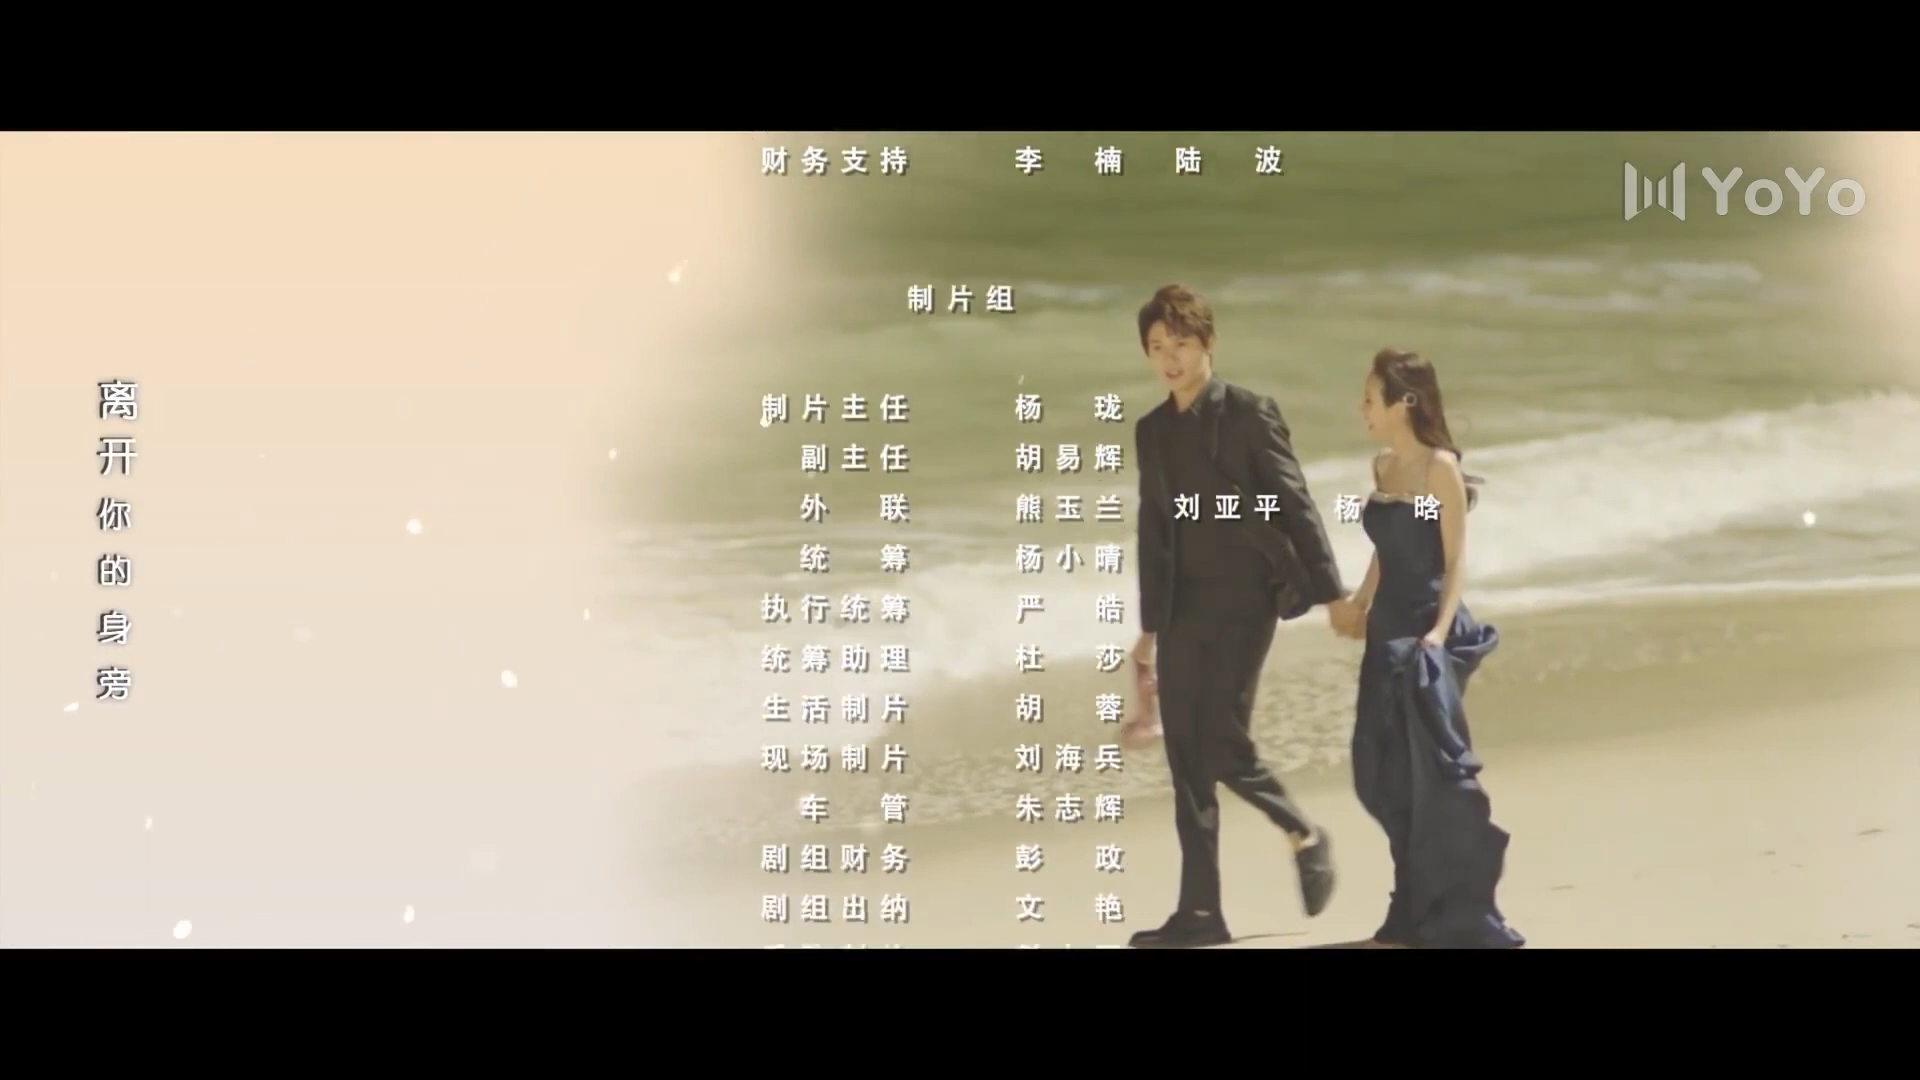 财务支持 李楠 陆波
YoYo
制片组
离开你的身旁
制片主任 杨珑
副主任 胡易辉
外联 熊玉兰 刘亚平 杨晗
统筹 杨小晴
执行统筹 严皓
统筹助理 杜莎
生活制片 胡蓉
现场制片 刘海兵
车管 朱志辉
剧组财务 彭政
剧组出纳 文艳